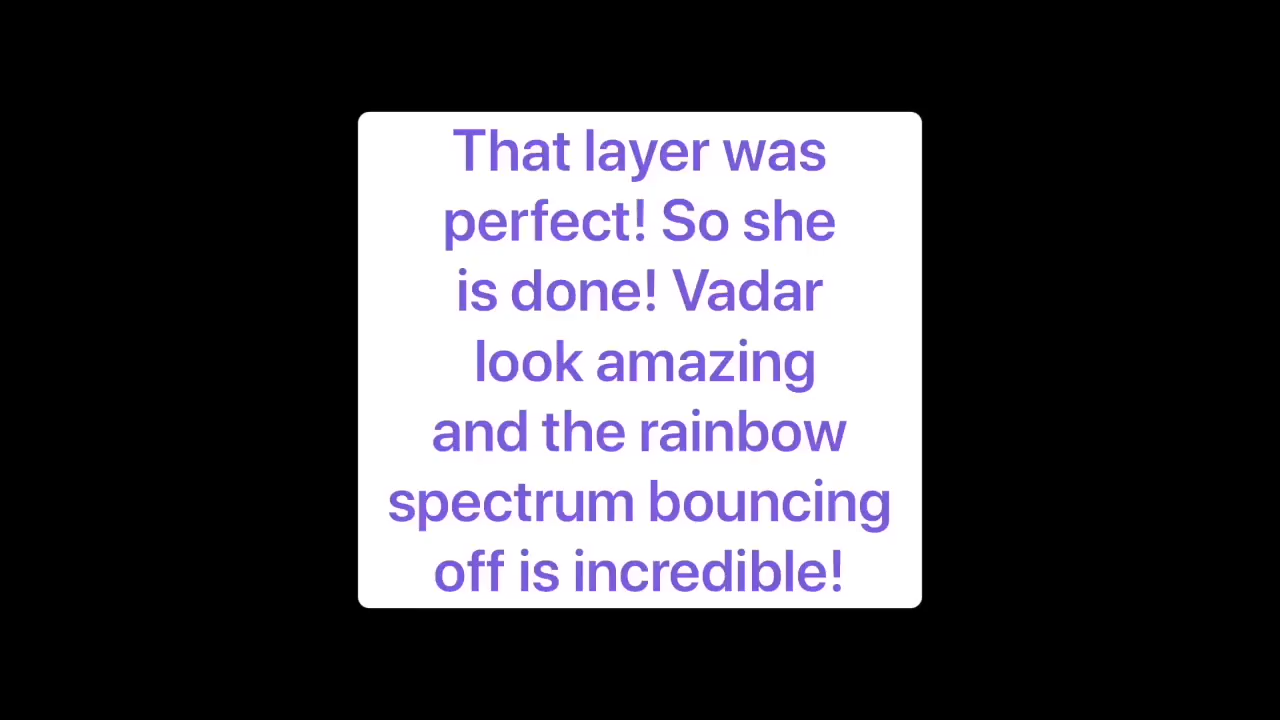 That layer was
perfect! So she
is done! Vadar
look amazing
and the rainbow
spectrum bouncing
off is incredible!